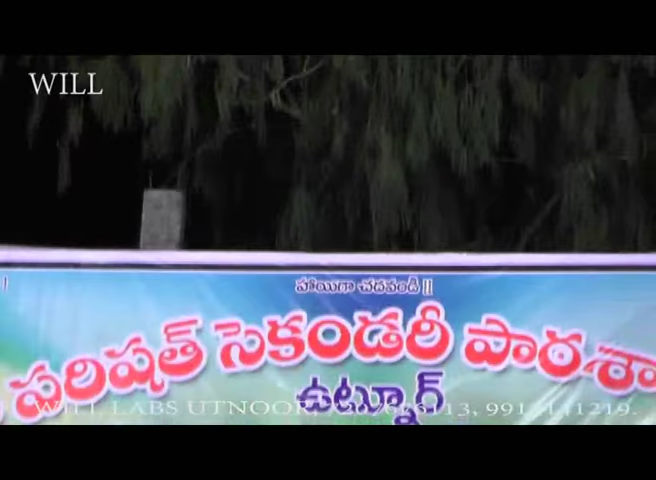 WILL
హాయిగా చదవండి !!
పరిషత్ సెకండరీ పాఠశా
ఉట్నూర్
WILL LABS UTNOOR